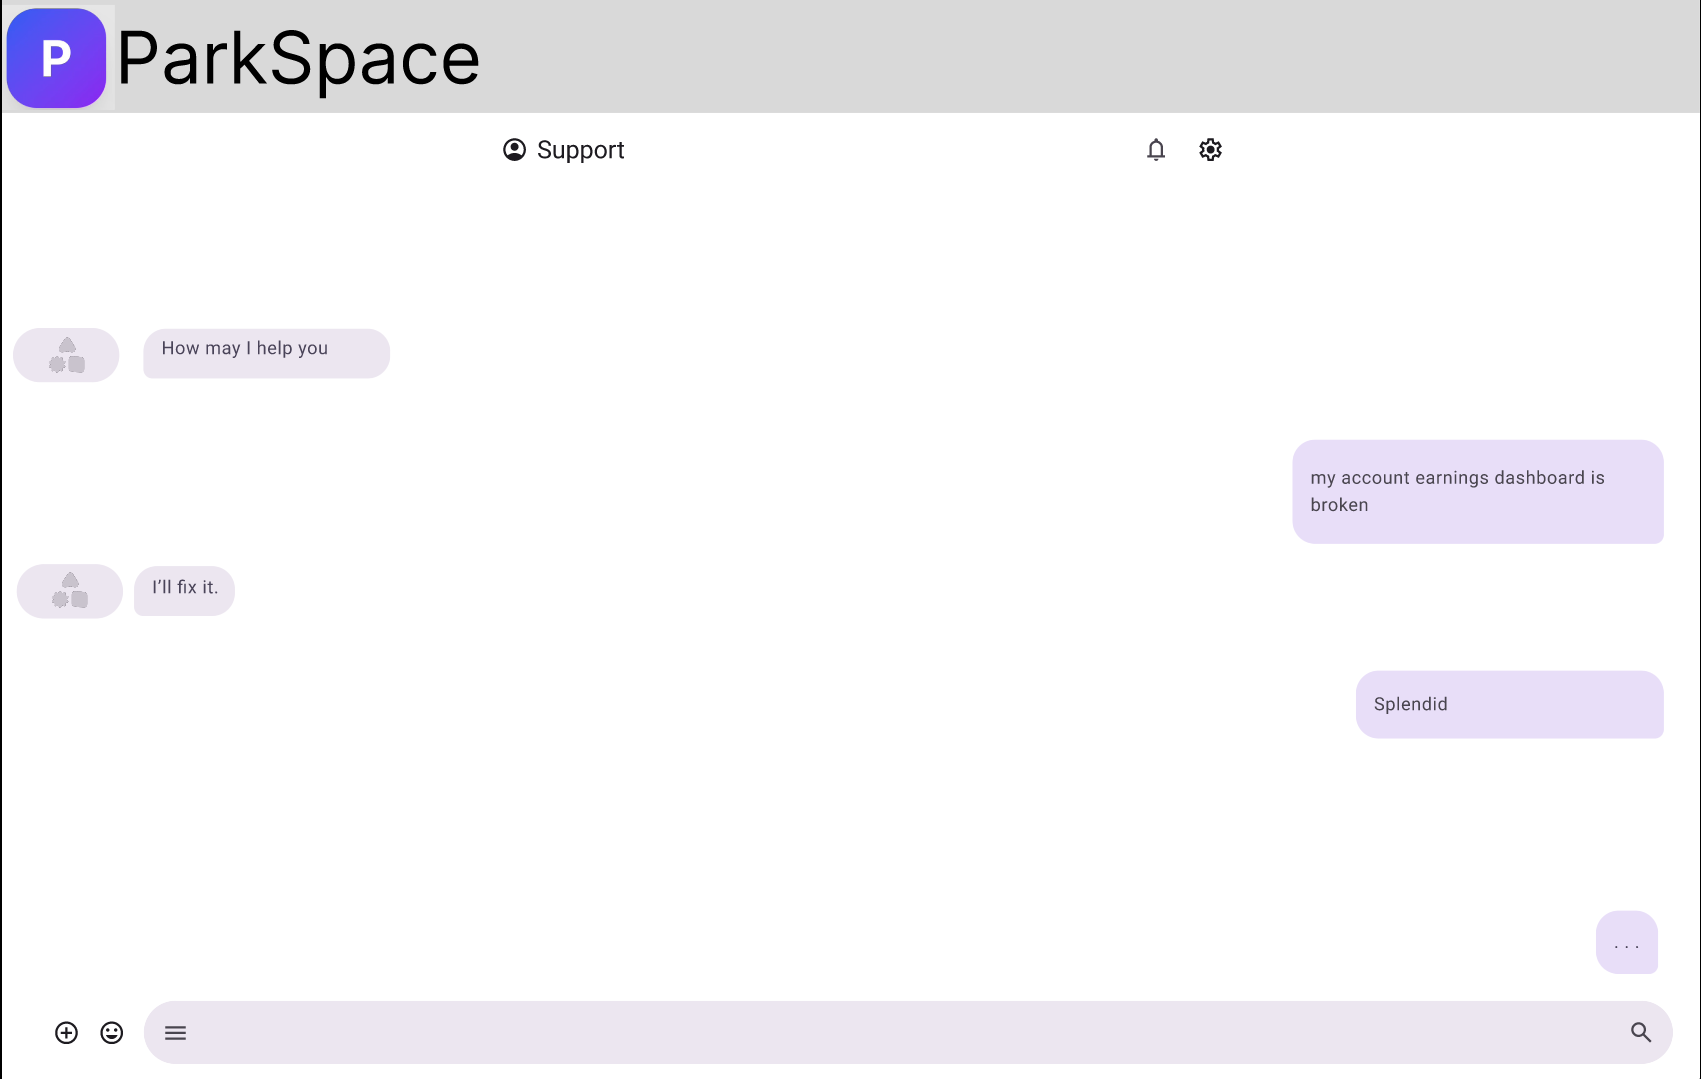 P
ParkSpace
Support
How may I help you
my account earnings dashboard is
broken
I’ll fix it.
Splendid
...